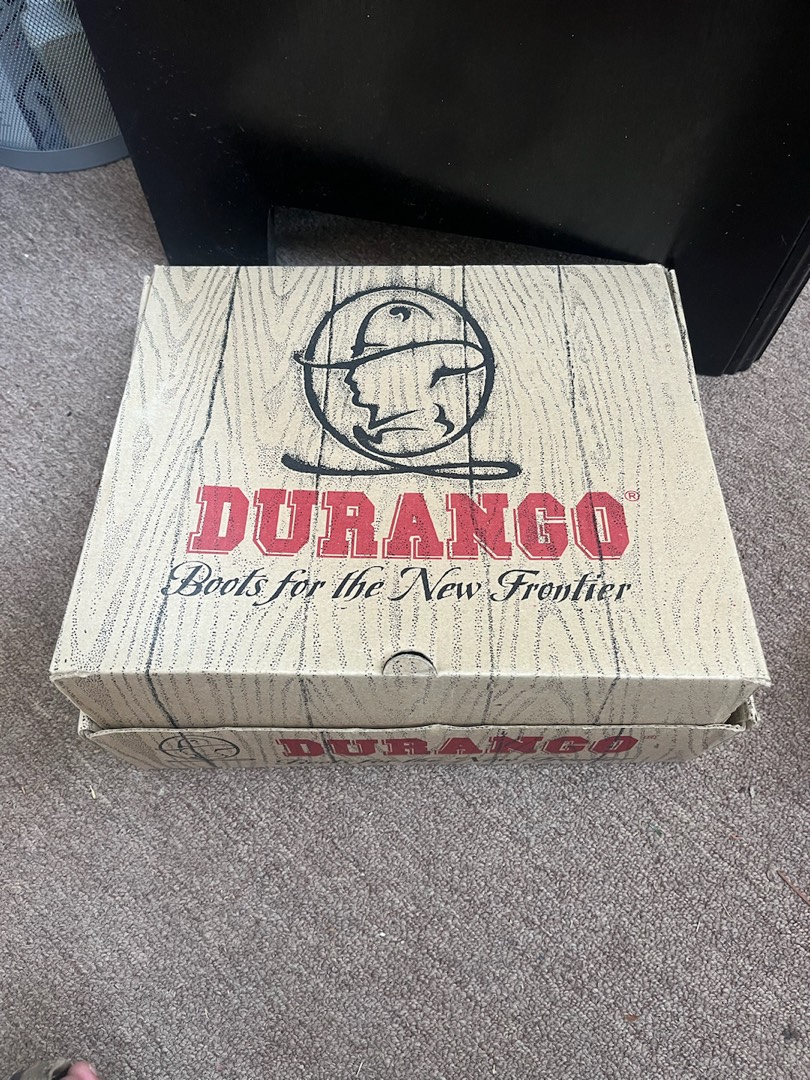 DURANGO®
Boots for the New Frontier
DURANGO